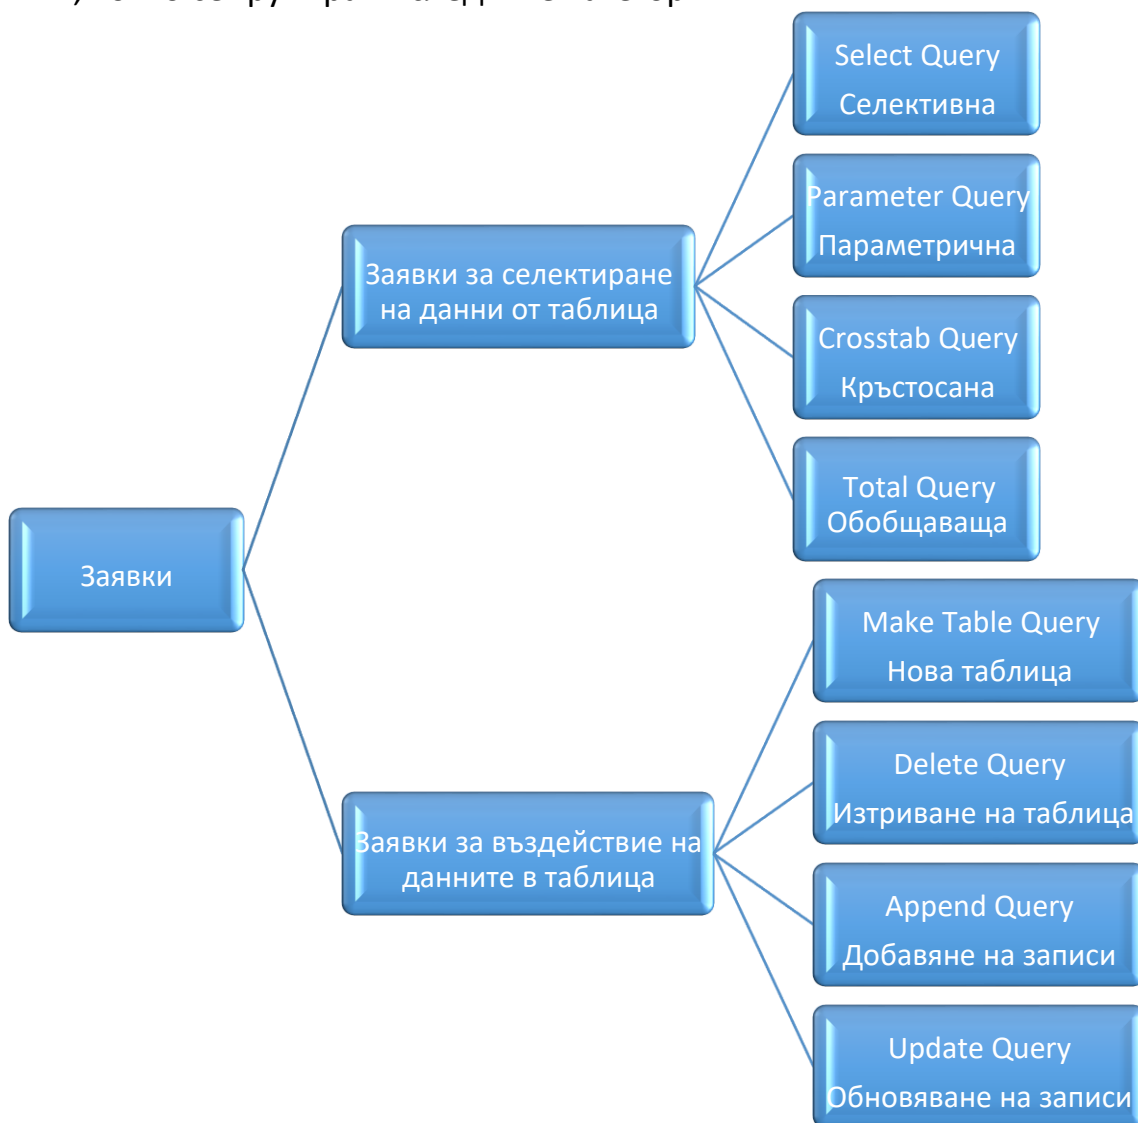 Select Query
Селективна
Parameter Query
Параметрична
Заявки за селектиране
на данни от таблица
Crosstab Query
Кръстосана
Total Query
Обобщаваща
Заявки
Make Table Query
Нова таблица
Delete Query
Изтриване на таблица
Заявки за въздействие на
данните в таблица
Append Query
Добавяне на записи
Update Query
Обновяване на записи